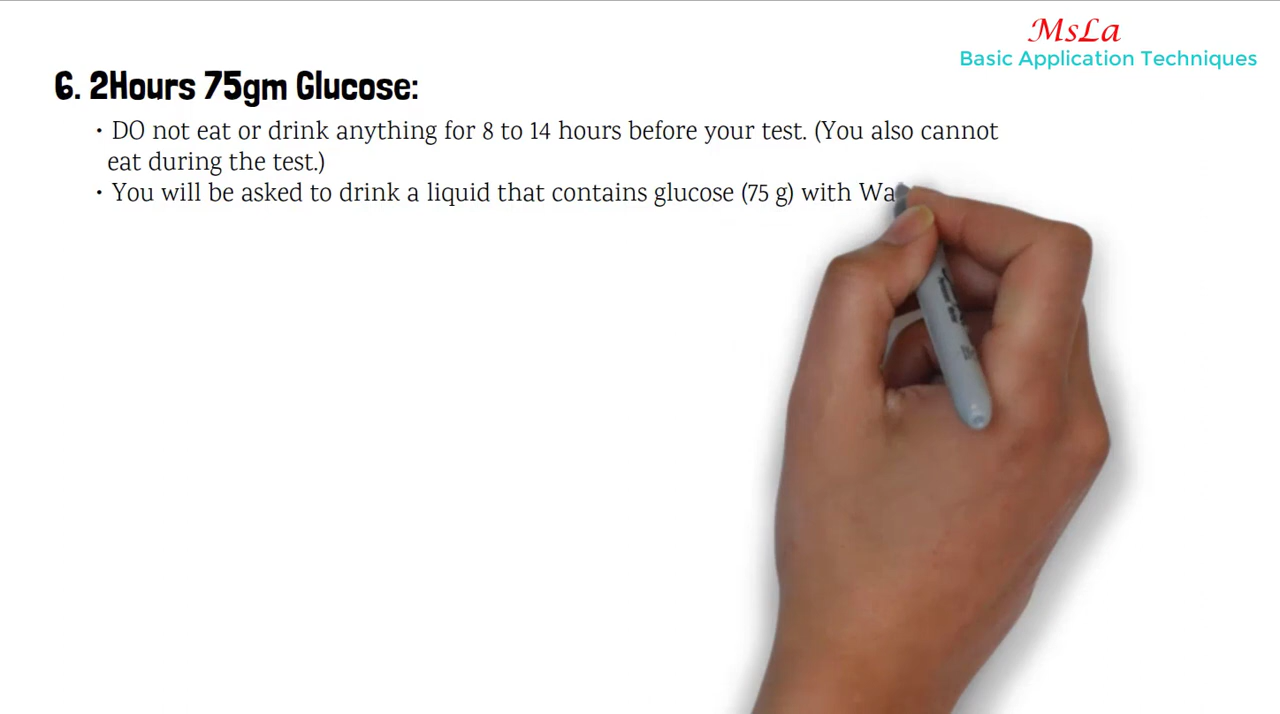 MsLa
Basic Application Techniques
6. 2Hours 75gm Glucose:
• DO not eat or drink anything for 8 to 14 hours before your test. (You also cannot
eat during the test.)
• You will be asked to drink a liquid that contains glucose (75 g) with Wa